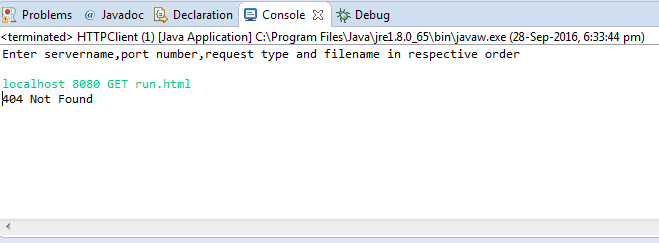 Problems @ Javadoc Declaration Console Debug
<terminated> HTTPClient (1) [Java Application] C:\Program Files\Java\jre1.8.0_65\bin\javaw.exe (28-Sep-2016, 6:33:44 pm)
Enter servername,port number,request type and filename in respective order
localhost 8080 GET run.html
404 Not Found